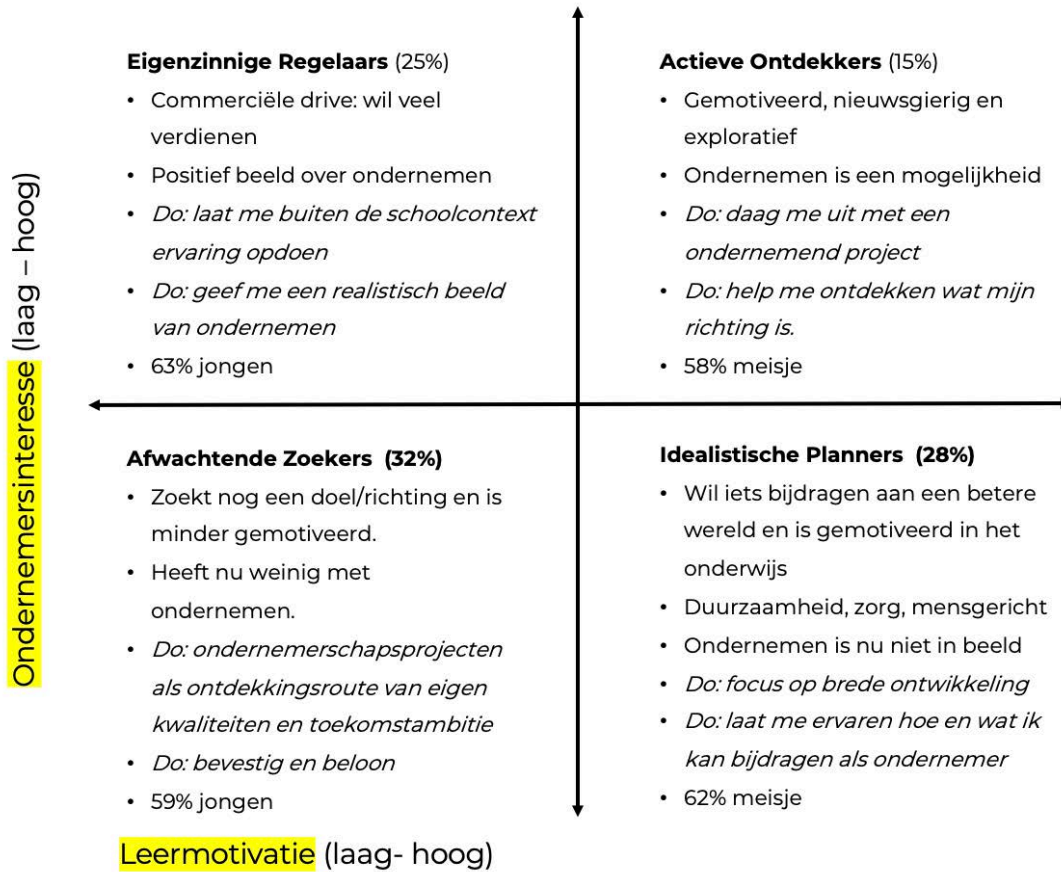 Eigenzinnige Regelaars (25%)
• Commerciële drive: wil veel
verdienen
• Positief beeld over ondernemen
• Do: laat me buiten de schoolcontext
ervaring opdoen
• Do: geef me een realistisch beeld
van ondernemen
• 63% jongen
Actieve Ontdekkers (15%)
• Gemotiveerd, nieuwsgierig en
exploratief
• Ondernemen is een mogelijkheid
• Do: daag me uit met een
ondernemend project
• Do: help me ontdekken wat mijn
richting is.
• 58% meisje
Ondernemersinteresse (laag – hoog)
Afwachtende Zoekers (32%)
• Zoekt nog een doel/richting en is
minder gemotiveerd.
• Heeft nu weinig met
ondernemen.
• Do: ondernemerschapsprojecten
als ontdekkingsroute van eigen
kwaliteiten en toekomstambitie
• Do: bevestig en beloon
• 59% jongen
Idealistische Planners (28%)
• Wil iets bijdragen aan een betere
wereld en is gemotiveerd in het
onderwijs
• Duurzaamheid, zorg, mensgericht
• Ondernemen is nu niet in beeld
• Do: focus op brede ontwikkeling
• Do: laat me ervaren hoe en wat ik
kan bijdragen als ondernemer
• 62% meisje
Leermotivatie (laag- hoog)